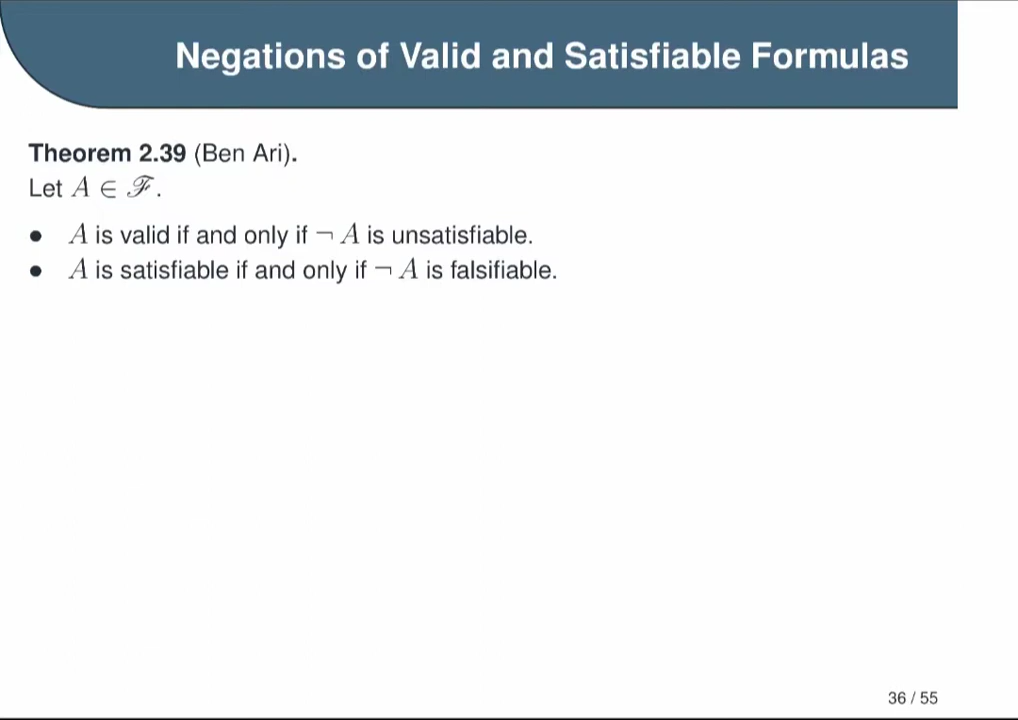 Negations of Valid and Satisfiable Formulas
Theorem 2.39 (Ben Ari).
Let A ∈ ℱ.
• A is valid if and only if ¬ A is unsatisfiable.
• A is satisfiable if and only if ¬ A is falsifiable.
36 / 55